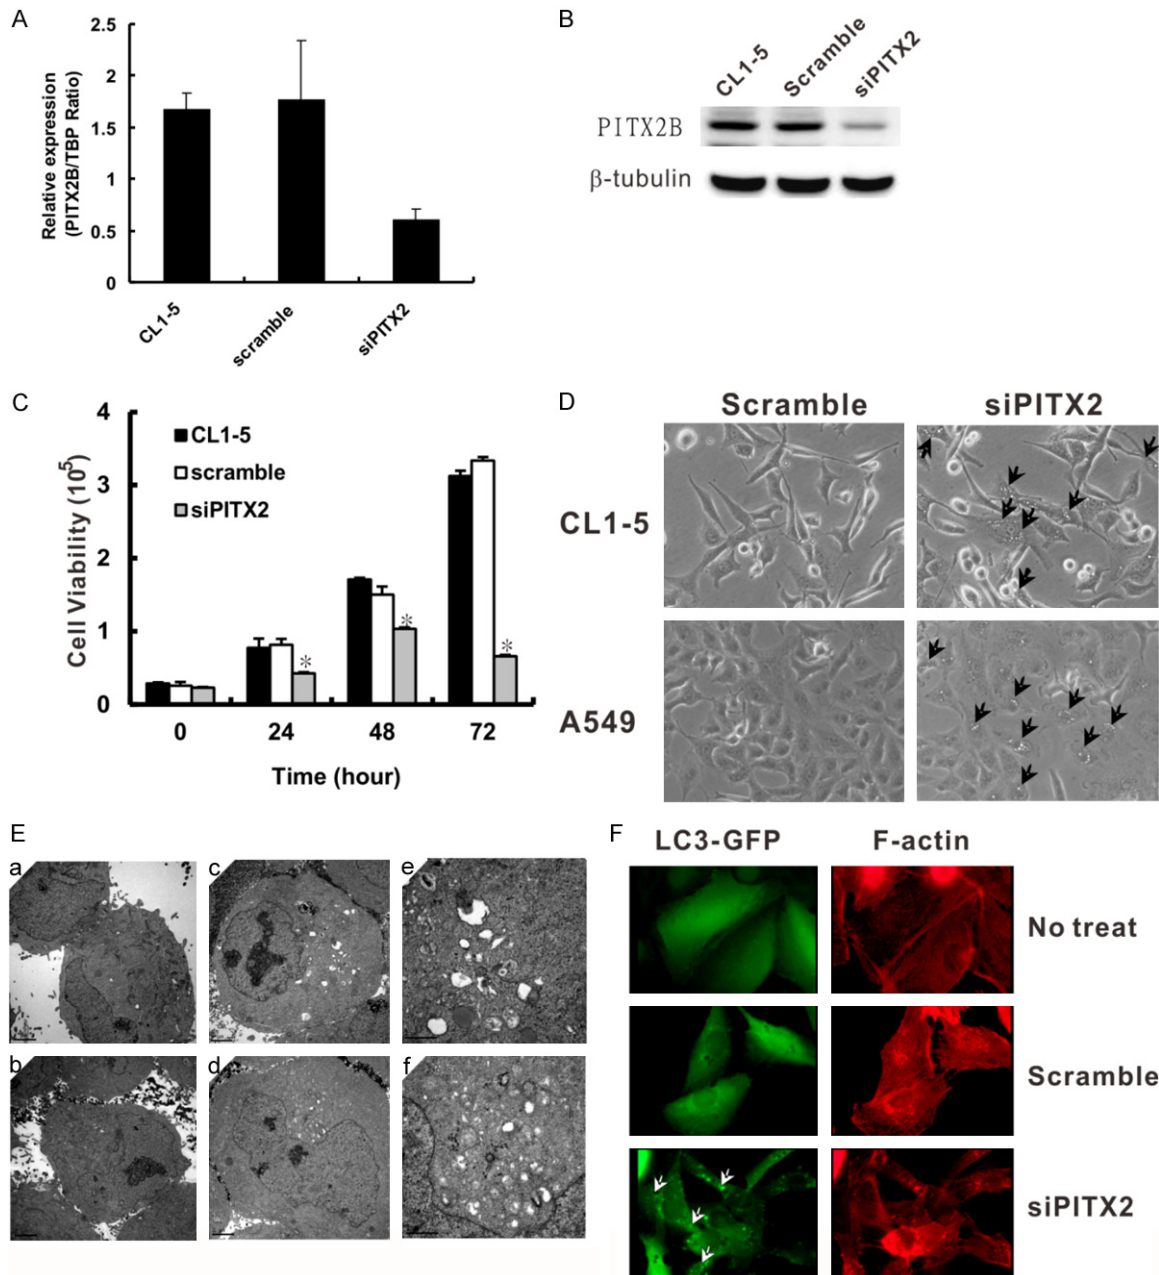 A
2.5
2
1.5
1
0.5
0
Relative expression
(PITX2B/TBP Ratio)
CL1-5
scramble
siPITX2
B
CL1-5
Scramble
siPITX2
PITX2B
β-tubulin
C
4
3
2
1
0
Cell Viability (10⁵)
CL1-5
scramble
siPITX2
*
*
*
0 24 48 72
Time (hour)
D
Scramble siPITX2
CL1-5
A549
E
a c e
b d f
F
LC3-GFP F-actin
No treat
Scramble
siPITX2